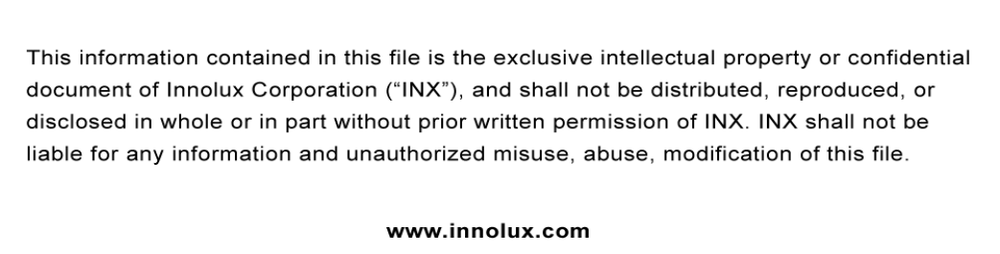 This information contained in this file is the exclusive intellectual property or confidential
document of Innolux Corporation (“INX”), and shall not be distributed, reproduced, or
disclosed in whole or in part without prior written permission of INX. INX shall not be
liable for any information and unauthorized misuse, abuse, modification of this file.
www.innolux.com